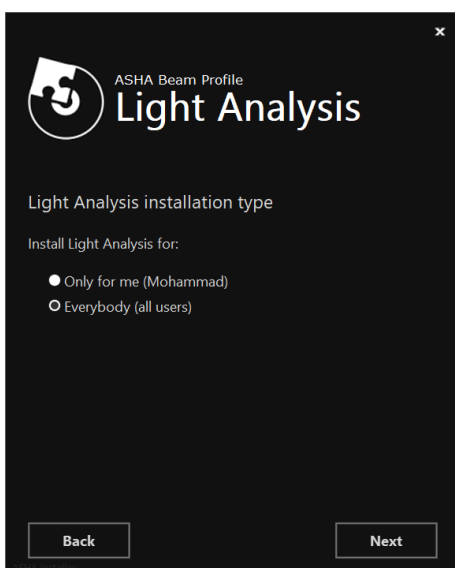 x
ASHA Beam Profile
Light Analysis
Light Analysis installation type
Install Light Analysis for:
Only for me (Mohammad)
Everybody (all users)
Back
Next